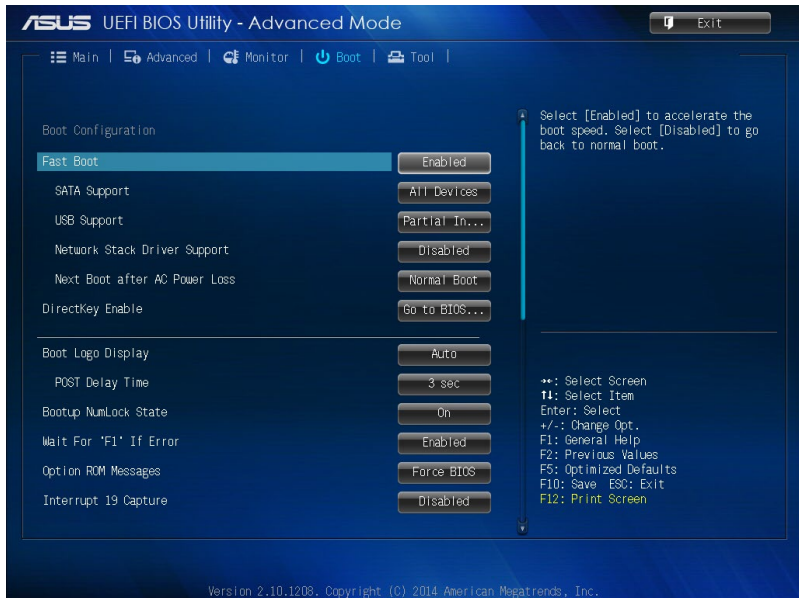 ASUS UEFI BIOS Utility - Advanced Mode
Exit
Main | Advanced | Monitor | Boot | Tool |
Boot Configuration
Fast Boot Enabled
SATA Support All Devices
USB Support Partial In...
Network Stack Driver Support Disabled
Next Boot after AC Power Loss Normal Boot
DirectKey Enable Go to BIOS...
Boot Logo Display Auto
POST Delay Time 3 sec
Bootup NumLock State On
Wait For 'F1' If Error Enabled
Option ROM Messages Force BIOS
Interrupt 19 Capture Disabled
Select [Enabled] to accelerate the
boot speed. Select [Disabled] to go
back to normal boot.
→←: Select Screen
↑↓: Select Item
Enter: Select
+/-: Change Opt.
F1: General Help
F2: Previous Values
F5: Optimized Defaults
F10: Save ESC: Exit
F12: Print Screen
Version 2.10.1208. Copyright (C) 2014 American Megatrends, Inc.